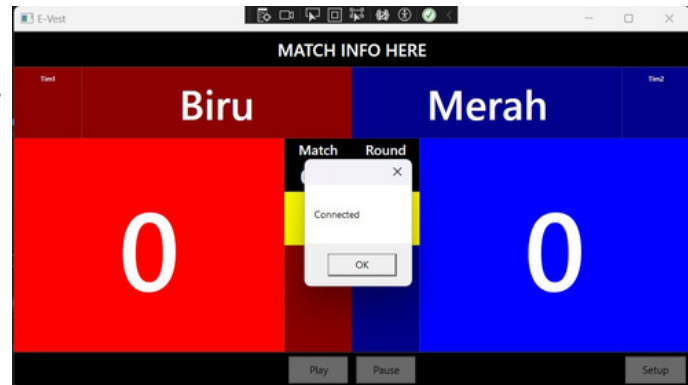 E-Vest
MATCH INFO HERE
Tim1
Biru
Merah
Tim2
Match
Round
0
Connected
OK
0
Play
Pause
Setup